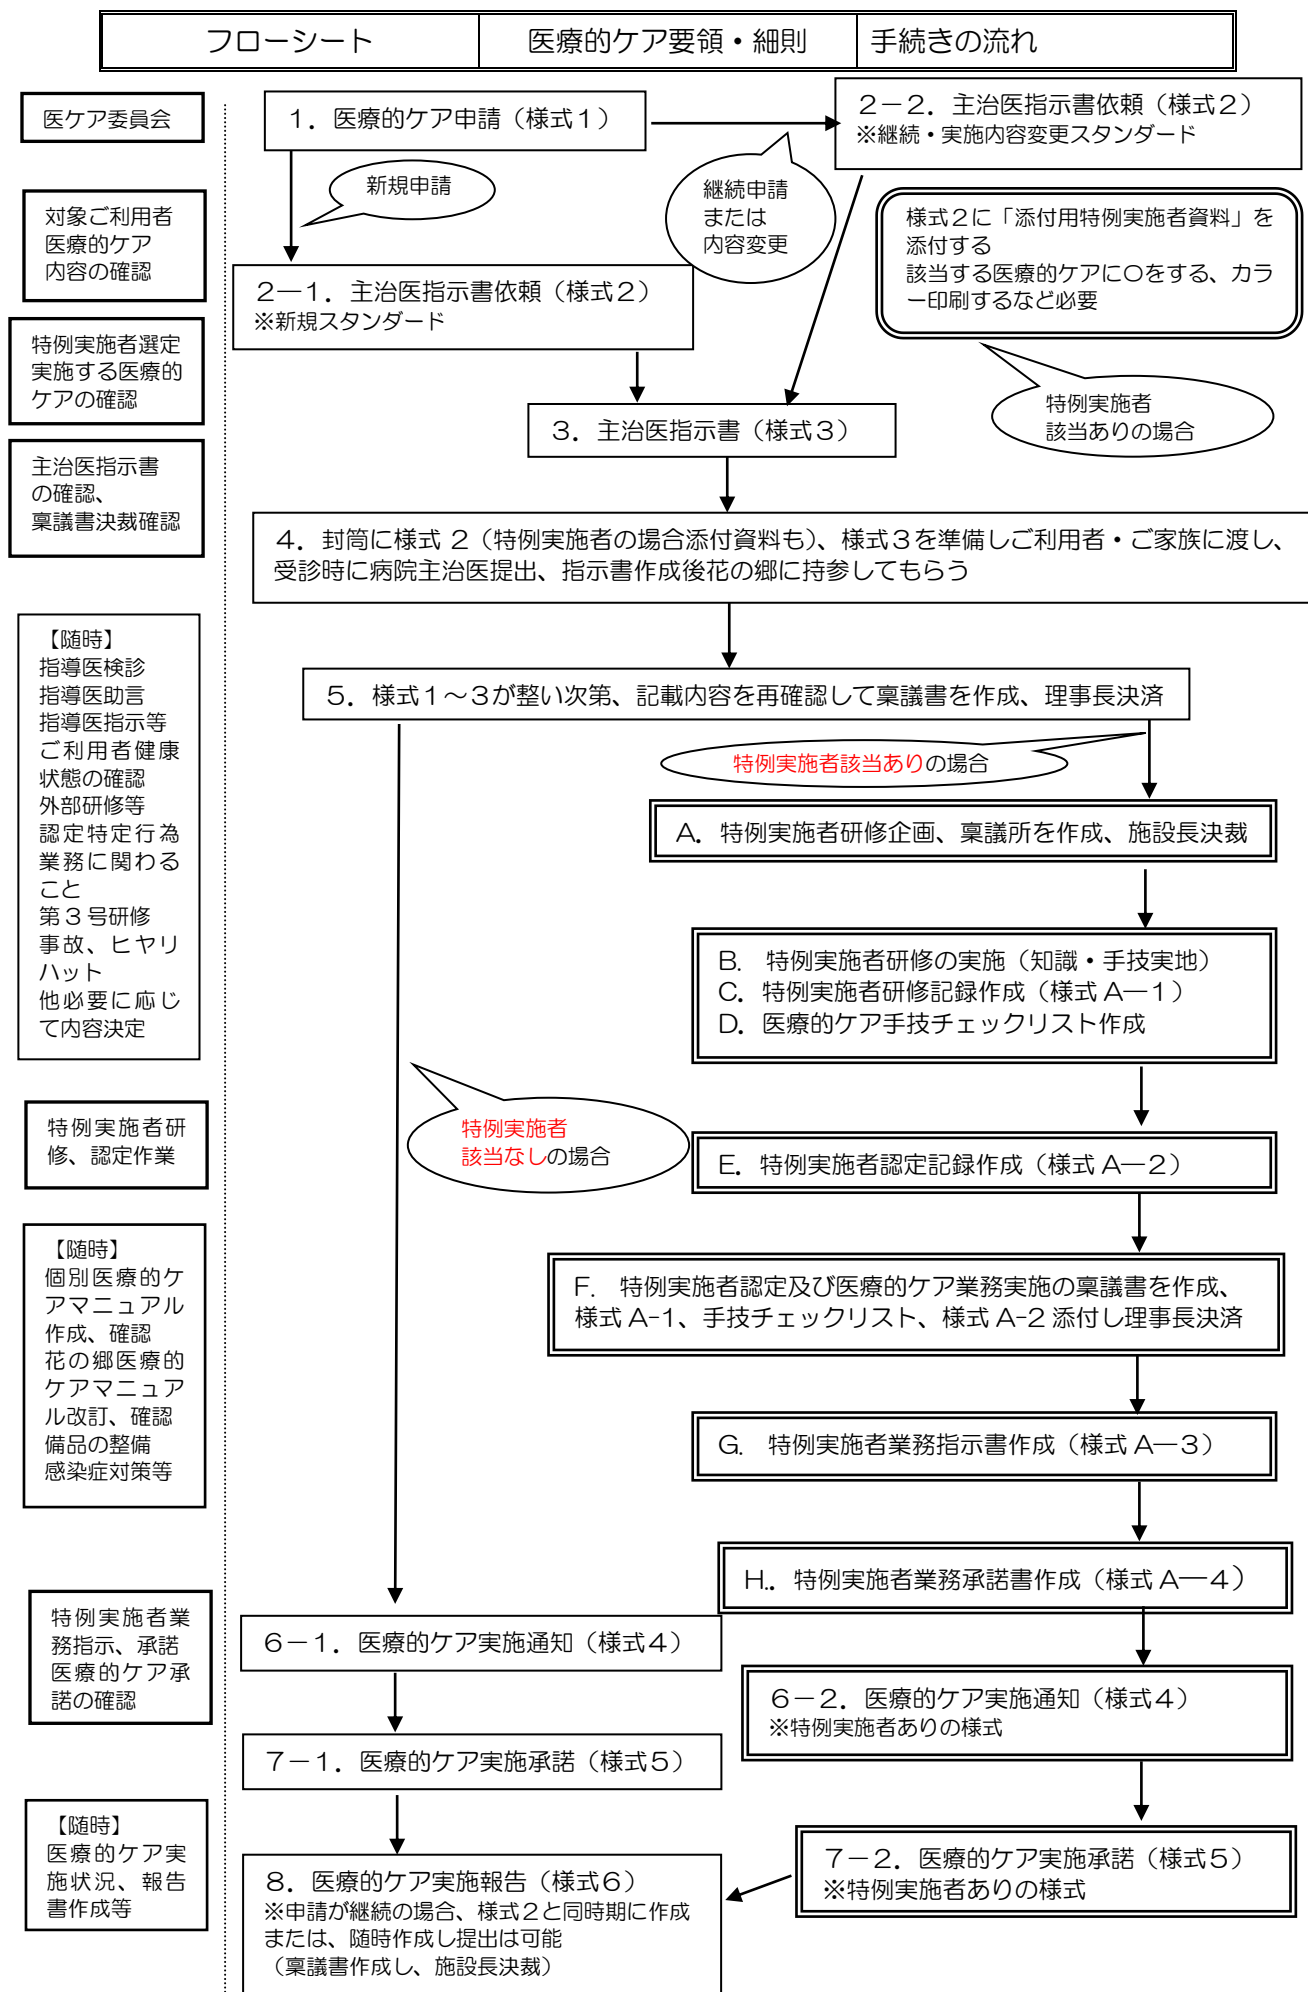 フローシート 医療的ケア要領・細則 手続きの流れ
医ケア委員会
対象ご利用者
医療的ケア
内容の確認
特例実施者選定
実施する医療的
ケアの確認
主治医指示書
の確認、
稟議書決裁確認
【随時】
指導医検診
指導医助言
指導医指示等
ご利用者健康
状態の確認
外部研修等
認定特定行為
業務に関わる
こと
第3号研修
事故、ヒヤリ
ハット
他必要に応じ
て内容決定
特例実施者研
修、認定作業
【随時】
個別医療的ケ
アマニュアル
作成、確認
花の郷医療的
ケアマニュア
ル改訂、確認
備品の整備
感染症対策等
特例実施者業
務指示、承諾
医療的ケア承
諾の確認
【随時】
医療的ケア実
施状況、報告
書作成等
1．医療的ケア申請（様式1）
2－2．主治医指示書依頼（様式2）
※継続・実施内容変更スタンダード
新規申請
継続申請
または
内容変更
様式2に「添付用特例実施者資料」を
添付する
該当する医療的ケアに○をする、カラ
ー印刷するなど必要
2―1．主治医指示書依頼（様式2）
※新規スタンダード
特例実施者
該当ありの場合
3．主治医指示書（様式3）
4．封筒に様式 2（特例実施者の場合添付資料も）、様式3を準備しご利用者・ご家族に渡し、
受診時に病院主治医提出、指示書作成後花の郷に持参してもらう
5．様式1～3が整い次第、記載内容を再確認して稟議書を作成、理事長決済
特例実施者該当ありの場合
A．特例実施者研修企画、稟議所を作成、施設長決裁
B． 特例実施者研修の実施（知識・手技実地）
C．特例実施者研修記録作成（様式 A―1）
D．医療的ケア手技チェックリスト作成
特例実施者
該当なしの場合
E．特例実施者認定記録作成（様式 A―2）
F． 特例実施者認定及び医療的ケア業務実施の稟議書を作成、
様式 A-1、手技チェックリスト、様式 A-2 添付し理事長決済
G． 特例実施者業務指示書作成（様式 A―3）
H.．特例実施者業務承諾書作成（様式 A―4）
6－1．医療的ケア実施通知（様式4）
6－2．医療的ケア実施通知（様式4）
※特例実施者ありの様式
7－1．医療的ケア実施承諾（様式5）
7－2．医療的ケア実施承諾（様式5）
※特例実施者ありの様式
8．医療的ケア実施報告（様式6）
※申請が継続の場合、様式2と同時期に作成
または、随時作成し提出は可能
（稟議書作成し、施設長決裁）